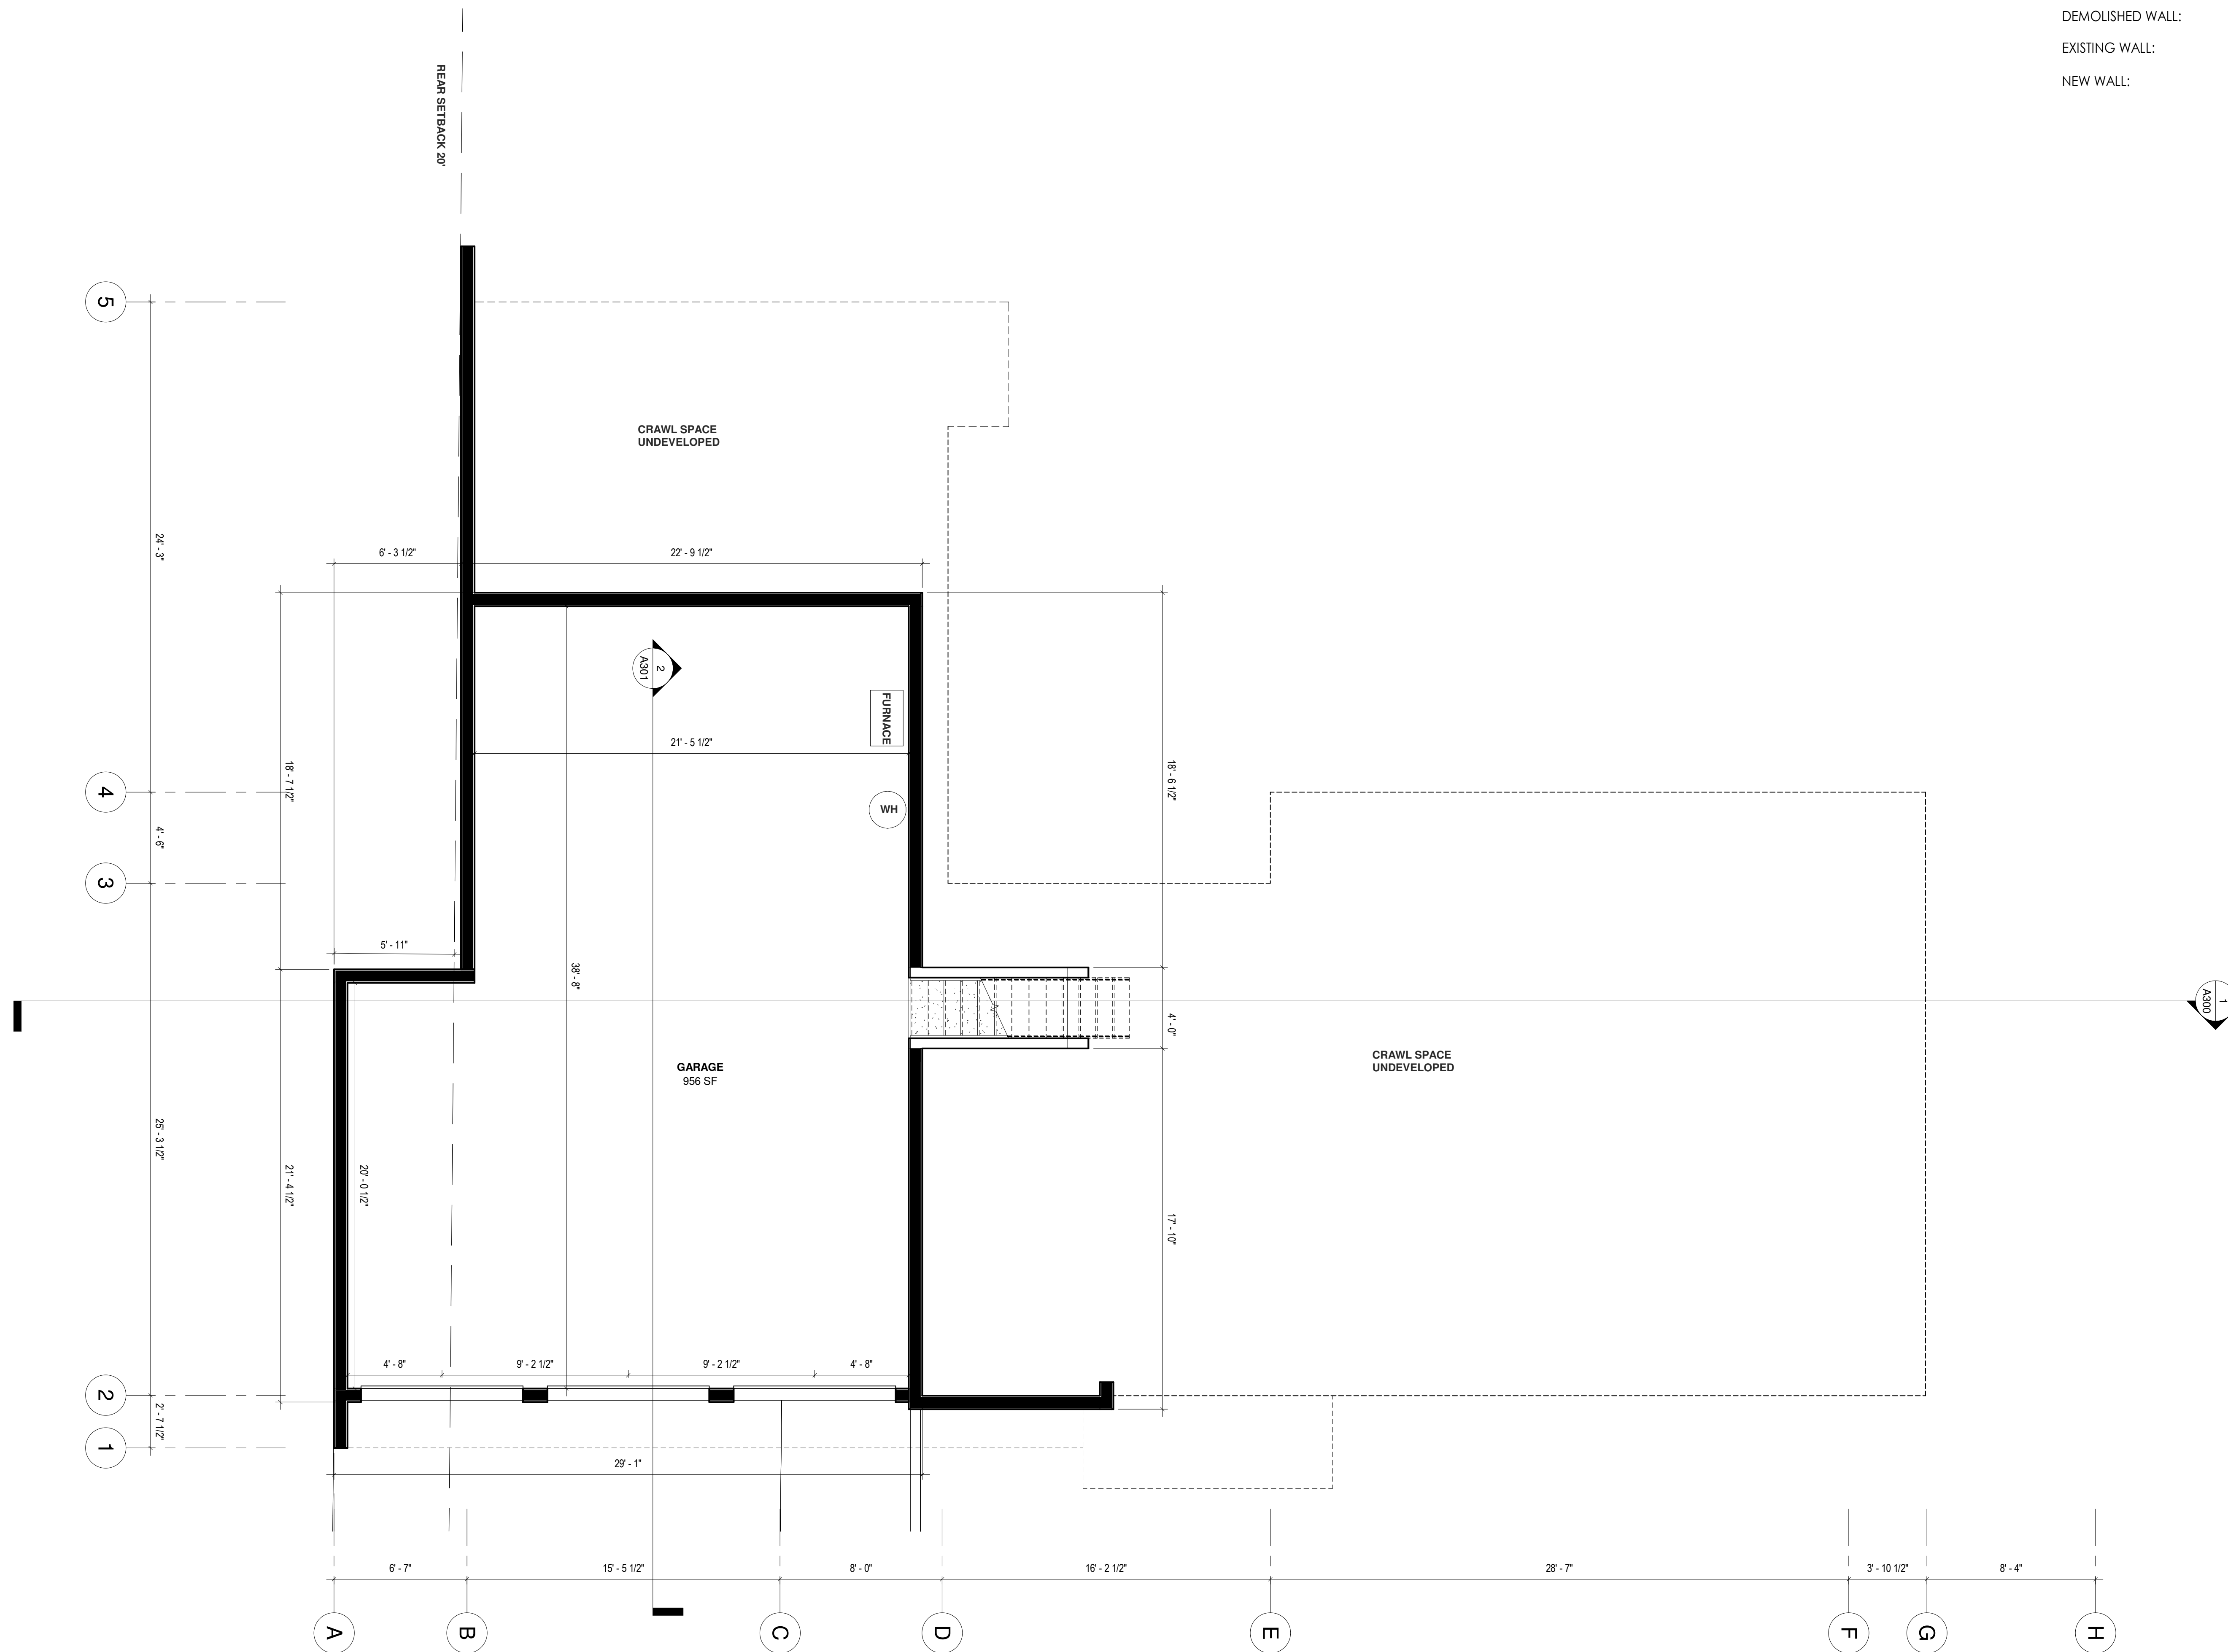 DEMOLISHED WALL:
EXISTING WALL:
NEW WALL:
REAR SETBACK 20'
5
CRAWL SPACE
UNDEVELOPED
24' - 3"
6' - 3 1/2"
22' - 9 1/2"
2
A301
FURNACE
21' - 5 1/2"
18' - 7 1/2"
18' - 6 1/2"
4
WH
4' - 6"
3
5' - 11"
38' - 8"
1
A300
4' - 0"
GARAGE
956 SF
CRAWL SPACE
UNDEVELOPED
25' - 3 1/2"
21' - 4 1/2"
20' - 0 1/2"
17' - 10"
4' - 8"
9' - 2 1/2"
9' - 2 1/2"
4' - 8"
2
2' - 7 1/2"
1
29' - 1"
6' - 7"
15' - 5 1/2"
8' - 0"
16' - 2 1/2"
28' - 7"
3' - 10 1/2"
8' - 4"
A
B
C
D
E
F
G
H